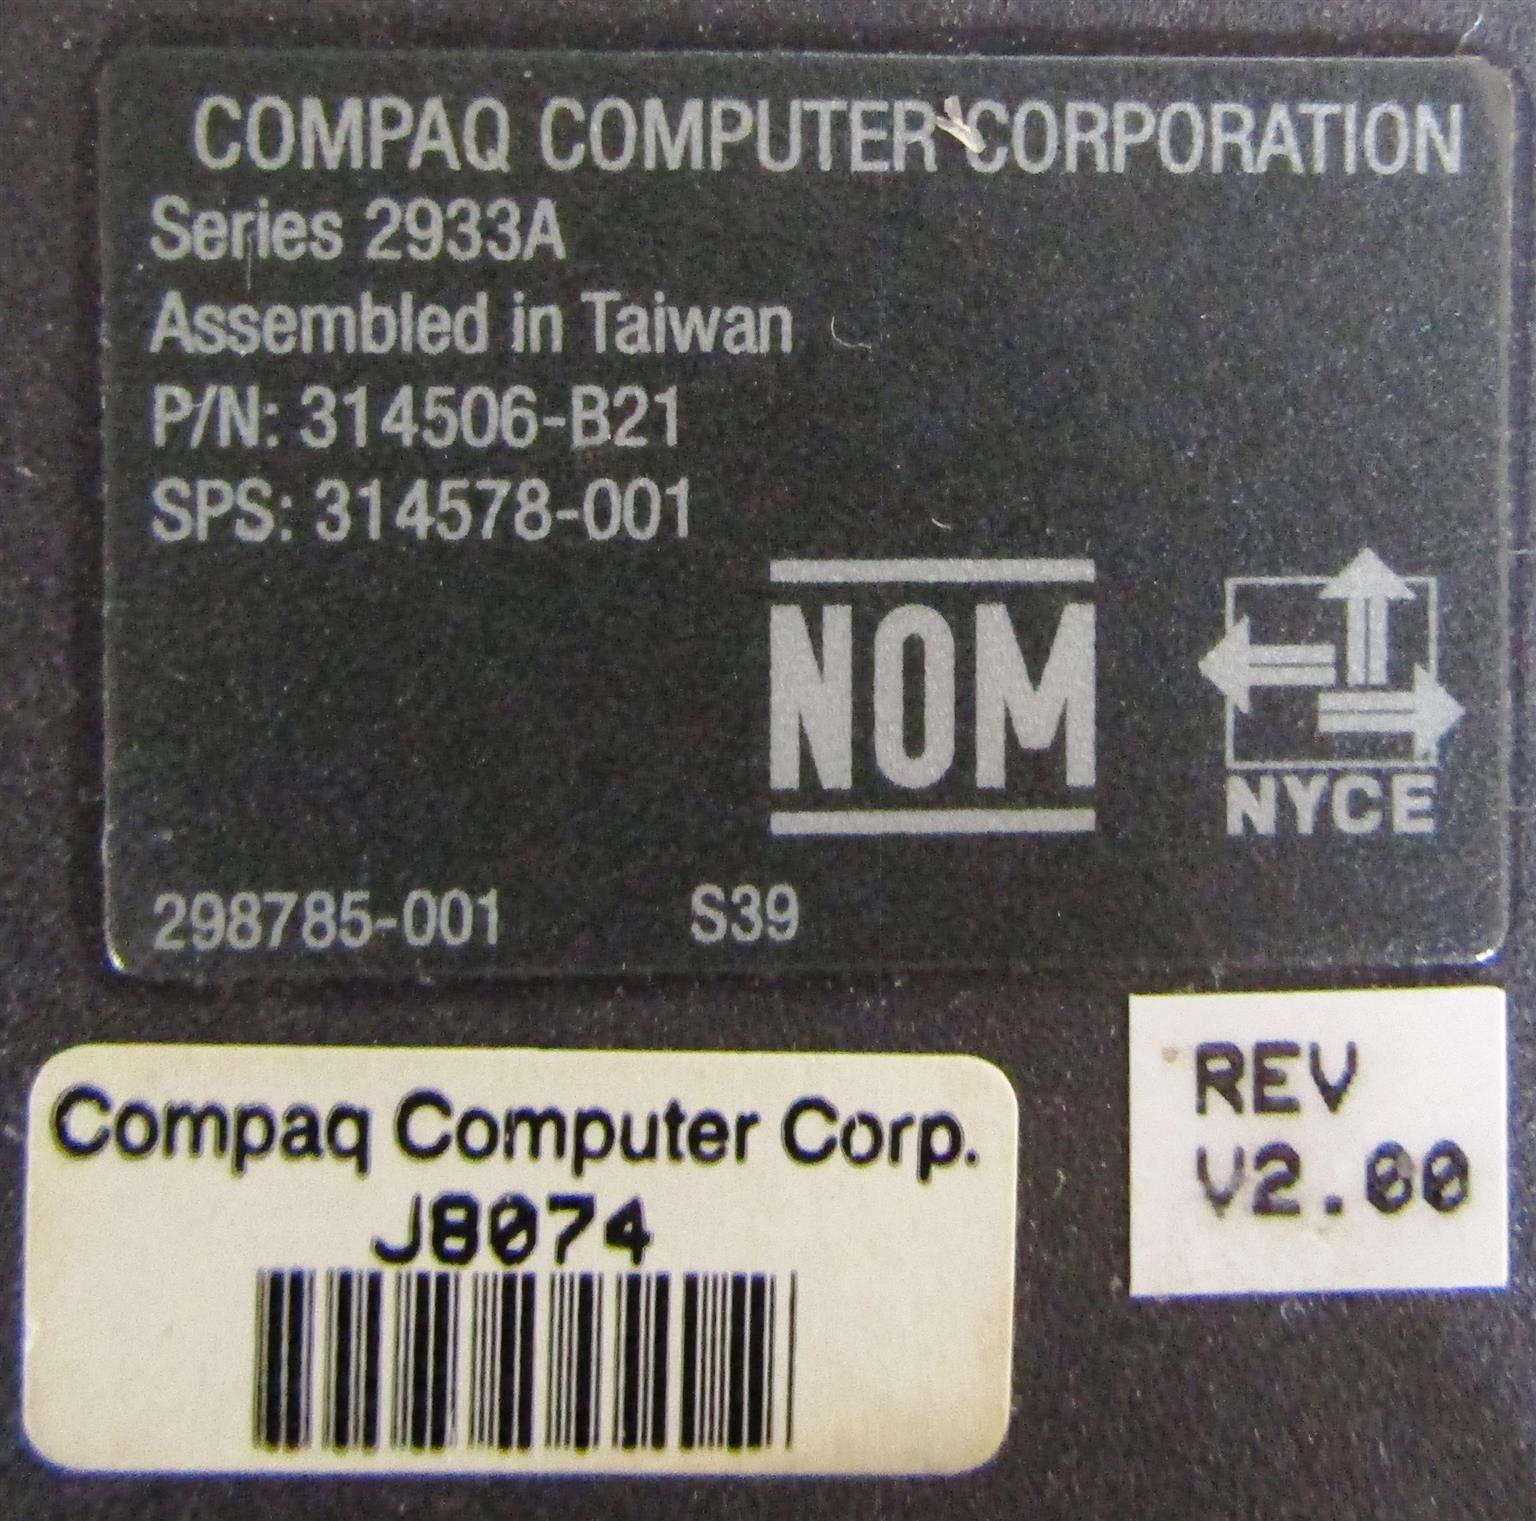 COMPAQ COMPUTER CORPORATION
Series 2933A
Assembled in Taiwan
P/N: 314506-B21
SPS: 314578-001
NOM
NYCE
298785-001 S39
REV
V2.00
Compaq Computer Corp.
J8074